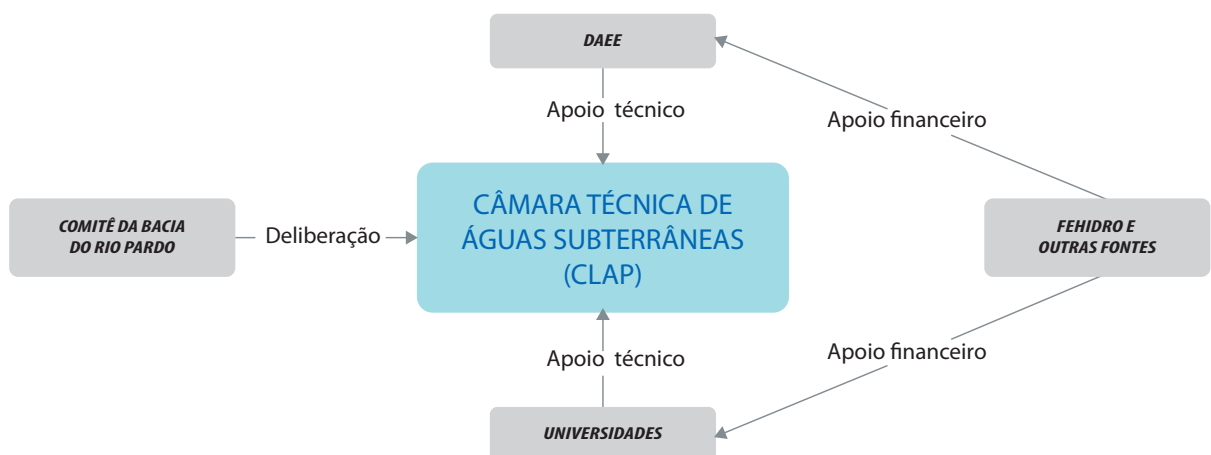 DAEE
Apoio técnico
Apoio financeiro
CÂMARA TÉCNICA DE
ÁGUAS SUBTERRÂNEAS
(CLAP)
COMITÊ DA BACIA
DO RIO PARDO
Deliberação
FEHIDRO E
OUTRAS FONTES
Apoio técnico
Apoio financeiro
UNIVERSIDADES